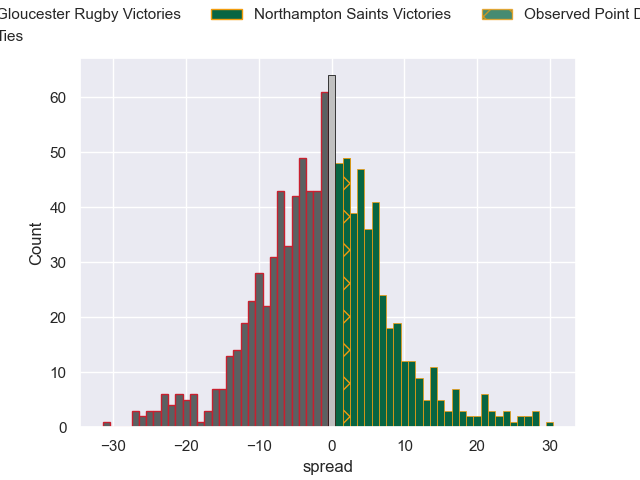 Gloucester Rugby Victories Northampton Saints Victories Observed Point D
Ties
60
50
40
30
20
10
0
Count
−30 −20 −10 0 10 20 30
spread